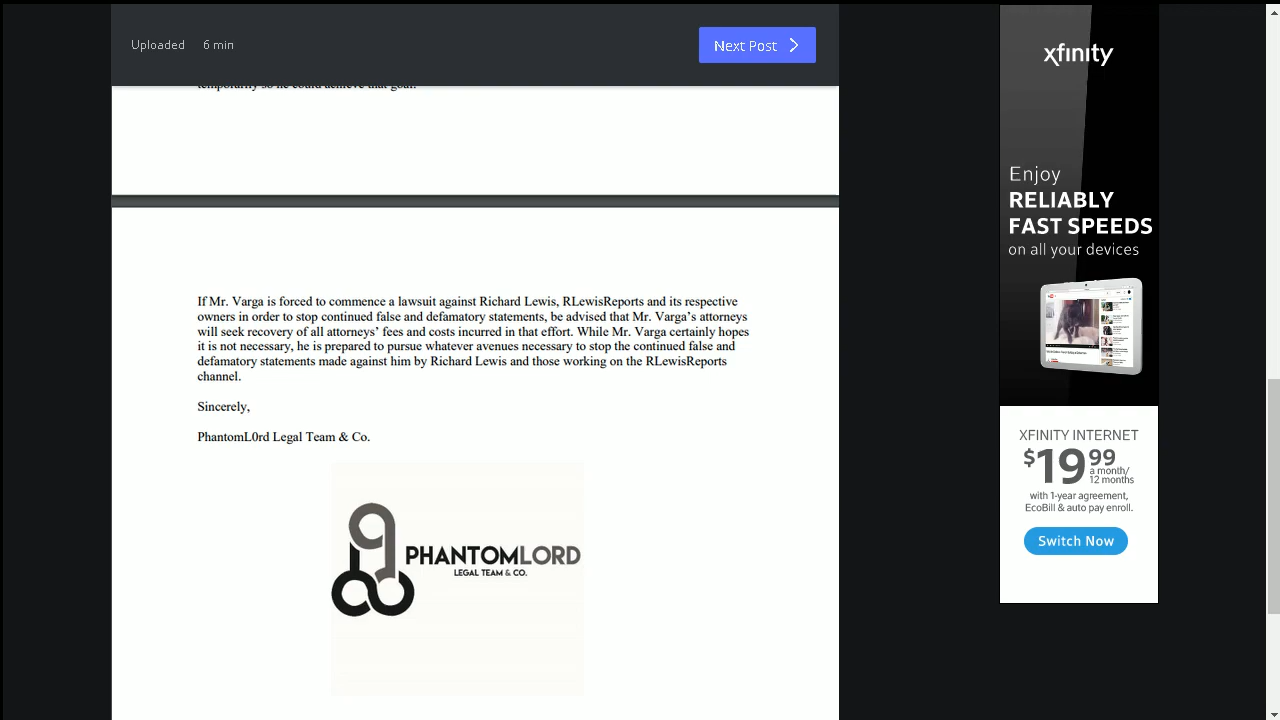 Uploaded 6 min
Next Post
temporarily so he could achieve that goal.
If Mr. Varga is forced to commence a lawsuit against Richard Lewis, RLewisReports and its respective
owners in order to stop continued false and defamatory statements, be advised that Mr. Varga's attorneys
will seek recovery of all attorneys' fees and costs incurred in that effort. While Mr. Varga certainly hopes
it is not necessary, he is prepared to pursue whatever avenues necessary to stop the continued false and
defamatory statements made against him by Richard Lewis and those working on the RLewisReports
channel.
Sincerely,
PhantomL0rd Legal Team & Co.
PHANTOMLORD
LEGAL TEAM & CO.
xfinity
Enjoy
RELIABLY
FAST SPEEDS
on all your devices
XFINITY INTERNET
$19 99
a month/
12 months
with 1-year agreement,
EcoBill & auto pay enroll.
Switch Now